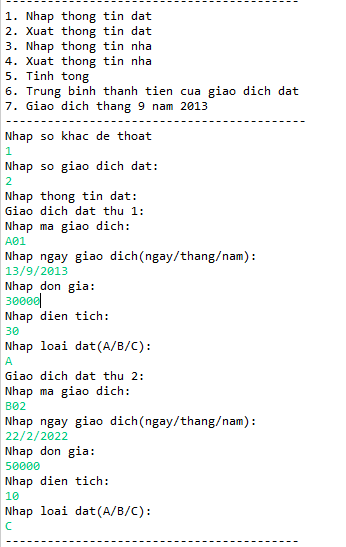 ---------------------------------------
1. Nhap thong tin dat
2. Xuat thong tin dat
3. Nhap thong tin nha
4. Xuat thong tin nha
5. Tinh tong
6. Trung binh thanh tien cua giao dich dat
7. Giao dich thang 9 nam 2013
----------------------------------------
Nhap so khac de thoat
1
Nhap so giao dich dat:
2
Nhap thong tin dat:
Giao dich dat thu 1:
Nhap ma giao dich:
A01
Nhap ngay giao dich(ngay/thang/nam):
13/9/2013
Nhap don gia:
30000
Nhap dien tich:
30
Nhap loai dat(A/B/C):
A
Giao dich dat thu 2:
Nhap ma giao dich:
B02
Nhap ngay giao dich(ngay/thang/nam):
22/2/2022
Nhap don gia:
50000
Nhap dien tich:
10
Nhap loai dat(A/B/C):
C
---------------------------------------